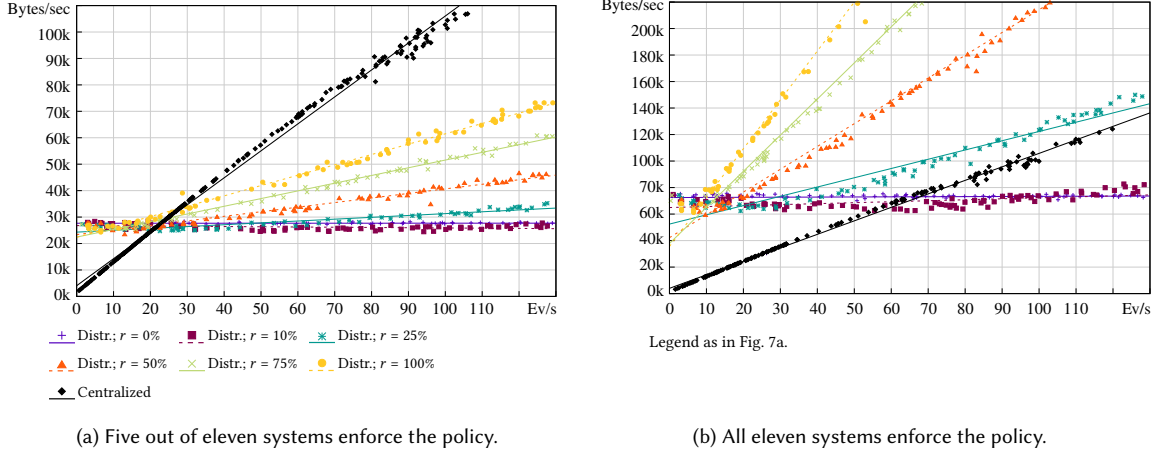 Bytes/sec
100k
90k
80k
70k
60k
50k
40k
30k
20k
10k
0k
0 10 20 30 40 50 60 70 80 90 100 110 Ev/s
Distr.; r = 0% Distr.; r = 10% Distr.; r = 25%
Distr.; r = 50% Distr.; r = 75% Distr.; r = 100%
Centralized
(a) Five out of eleven systems enforce the policy.
Bytes/sec
200k
180k
160k
140k
120k
100k
80k
70k
60k
40k
20k
0k
0 10 20 30 40 50 60 70 80 90 100 110 Ev/s
Legend as in Fig. 7a.
(b) All eleven systems enforce the policy.